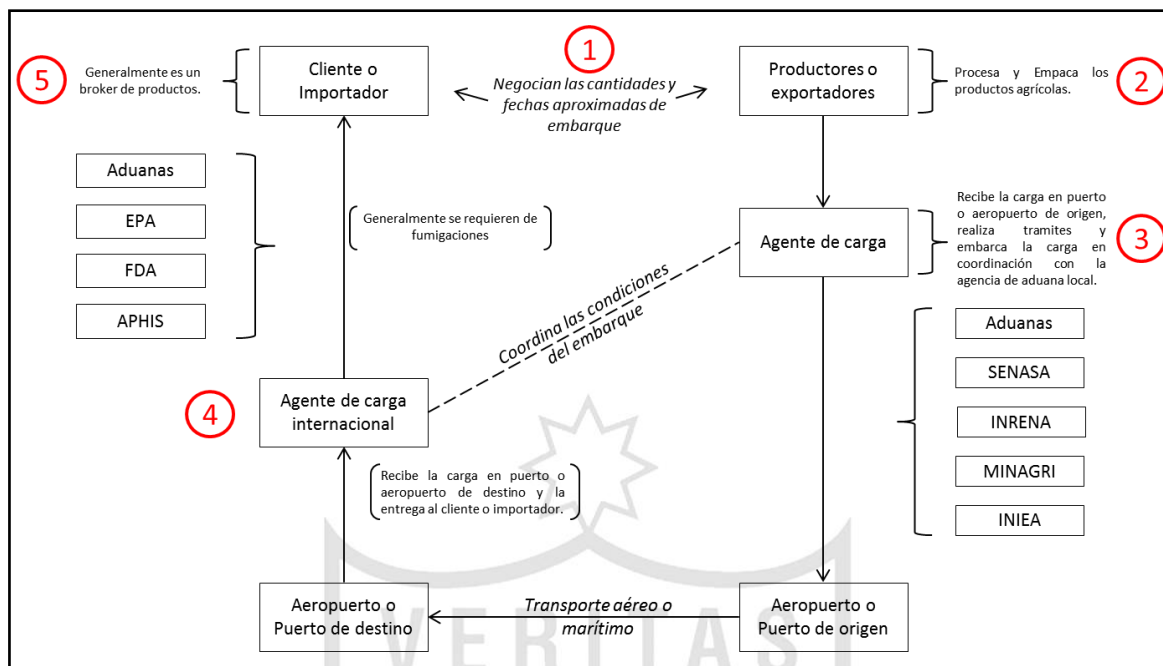 1
5
Generalmente es un
broker de productos.
Cliente o
Importador
Negocian las cantidades y
fechas aproximadas de
embarque
Productores o
exportadores
Procesa y Empaca los
productos agrícolas.
2
Aduanas
EPA
FDA
APHIS
Generalmente se requieren de
fumigaciones
Agente de carga
Recibe la carga en puerto
o aeropuerto de origen,
realiza tramites y
embarca la carga en
coordinación con la
agencia de aduana local.
3
Coordina las condiciones
del embarque
Aduanas
SENASA
INRENA
MINAGRI
INIEA
4
Agente de carga
internacional
Recibe la carga en puerto o
aeropuerto de destino y la
entrega al cliente o importador.
Aeropuerto o
Puerto de destino
Transporte aéreo o
marítimo
Aeropuerto o
Puerto de origen
VERITAS